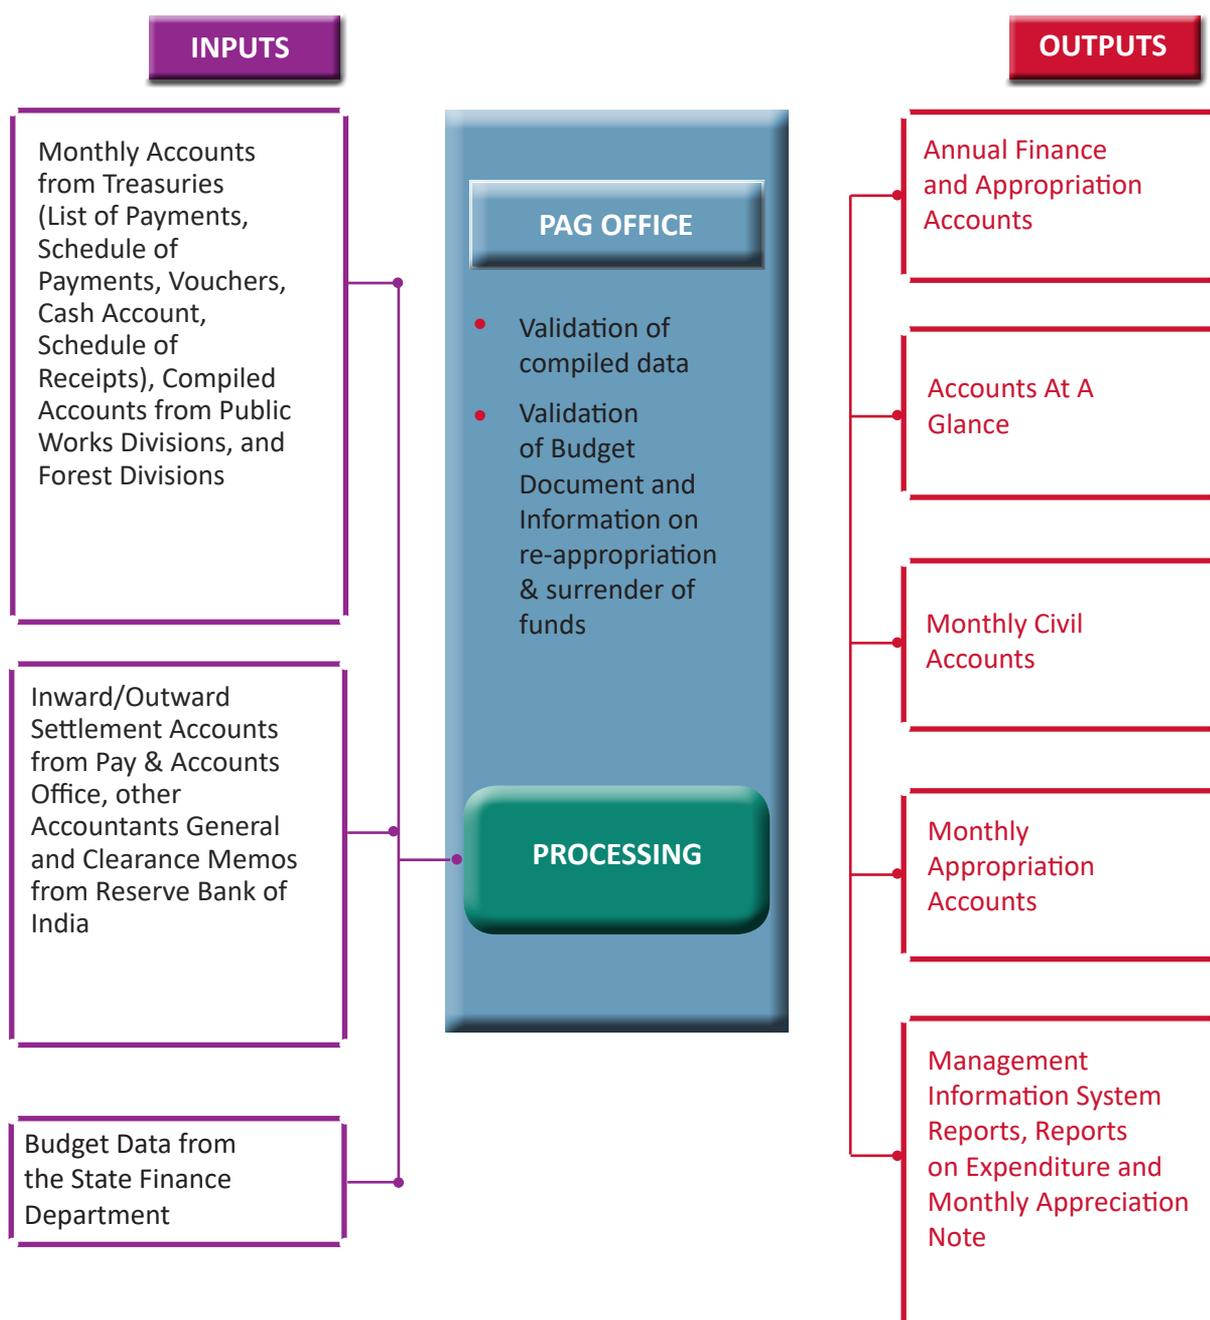 INPUTS
Monthly Accounts
from Treasuries
(List of Payments,
Schedule of
Payments, Vouchers,
Cash Account,
Schedule of
Receipts), Compiled
Accounts from Public
Works Divisions, and
Forest Divisions
Inward/Outward
Settlement Accounts
from Pay & Accounts
Office, other
Accountants General
and Clearance Memos
from Reserve Bank of
India
Budget Data from
the State Finance
Department
PAG OFFICE
• Validation of
compiled data
• Validation
of Budget
Document and
Information on
re-appropriation
& surrender of
funds
PROCESSING
OUTPUTS
Annual Finance
and Appropriation
Accounts
Accounts At A
Glance
Monthly Civil
Accounts
Monthly
Appropriation
Accounts
Management
Information System
Reports, Reports
on Expenditure and
Monthly Appreciation
Note